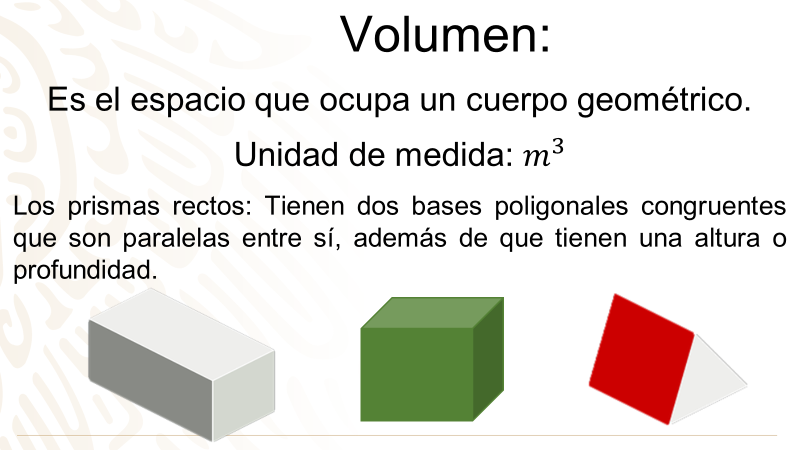 Volumen:
Es el espacio que ocupa un cuerpo geométrico.
Unidad de medida: m³
Los prismas rectos: Tienen dos bases poligonales congruentes
que son paralelas entre sí, además de que tienen una altura o
profundidad.